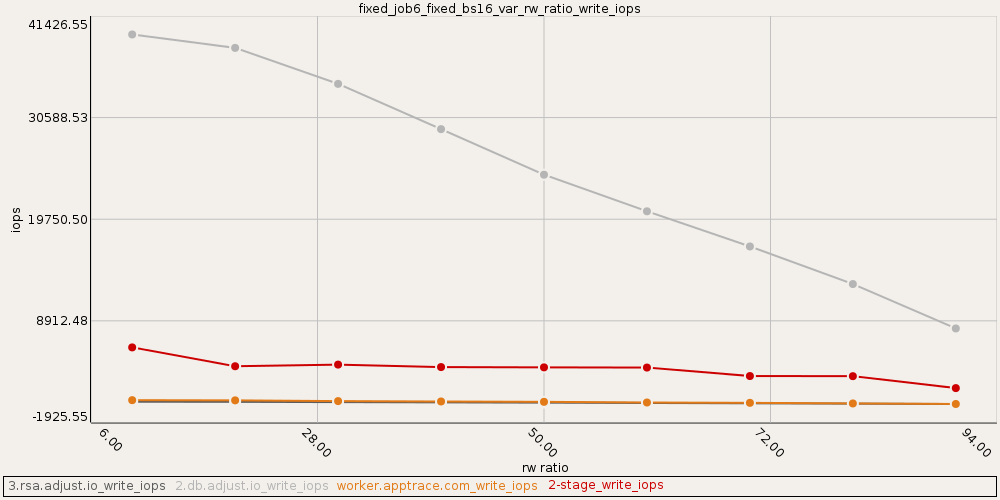 fixed_job6_fixed_bs16_var_rw_ratio_write_iops
41426.55
30588.53
19750.50
8912.48
-1925.55
iops
6.00 28.00 50.00 72.00 94.00
rw ratio
3.rsa.adjust.io_write_iops 2.db.adjust.io_write_iops worker.apptrace.com_write_iops 2-stage_write_iops